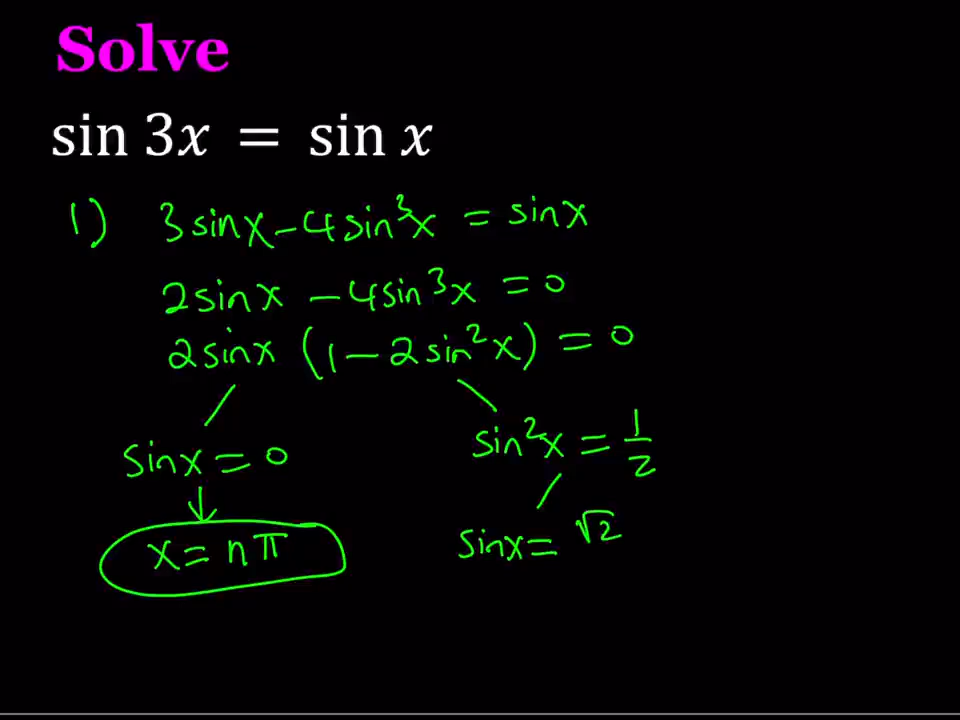 Solve
sin 3x = sin x
1) 3sinx - 4sin³x = sinx
2sinx - 4sin³x = 0
2sinx (1 - 2sin²x) = 0
sinx = 0
sin²x = 1/2
x = nπ
sinx = √2